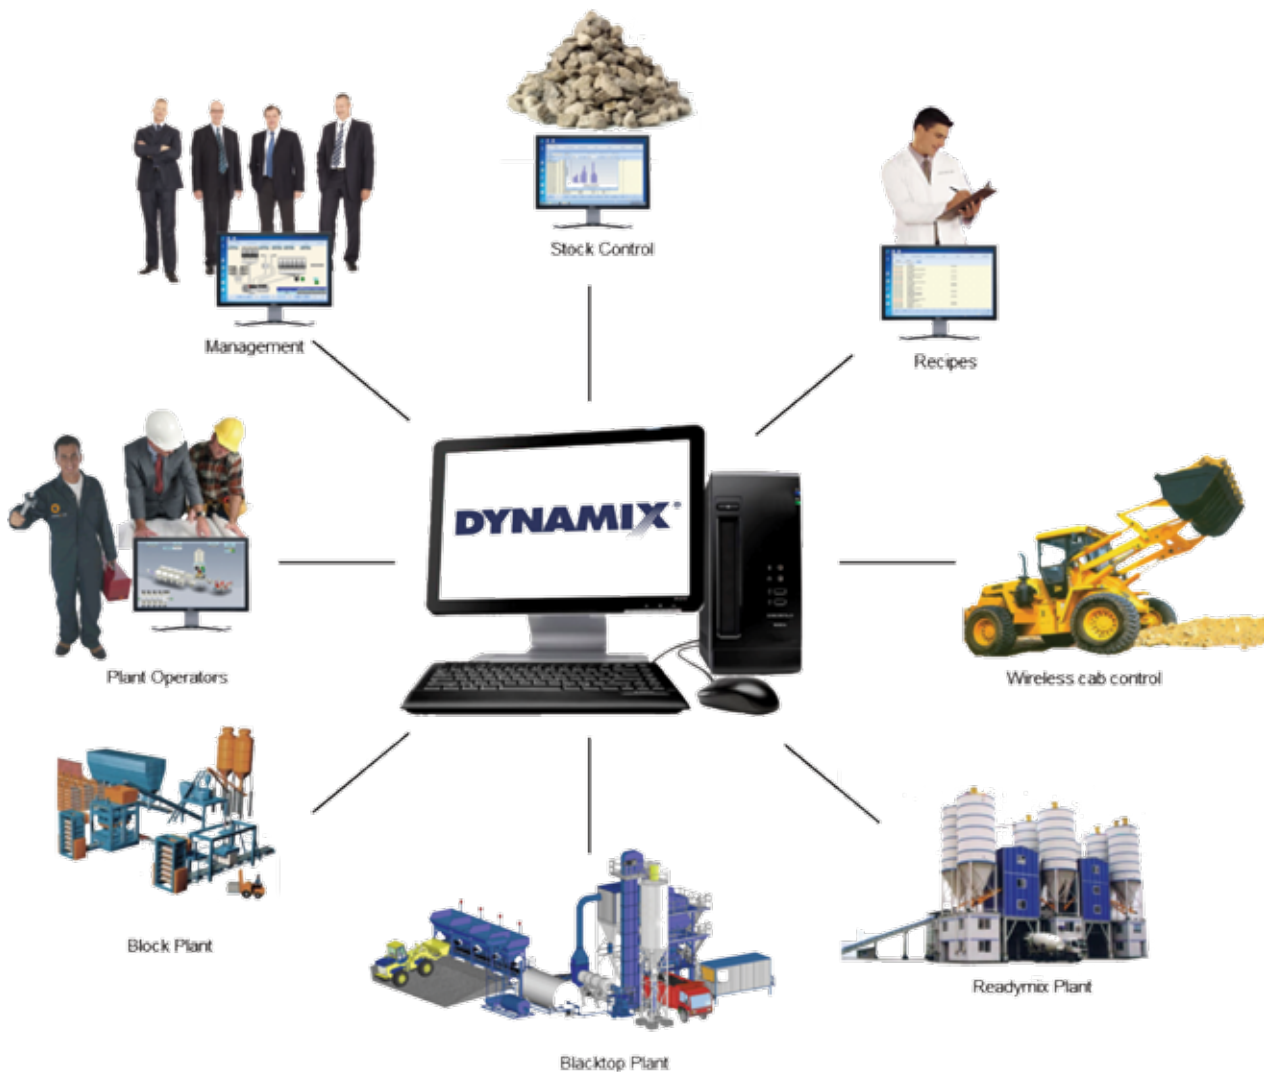 Stock Control
Management
Recipes
DYNAMIX®
Plant Operators
Wireless cab control
Block Plant
Readymix Plant
Blacktop Plant